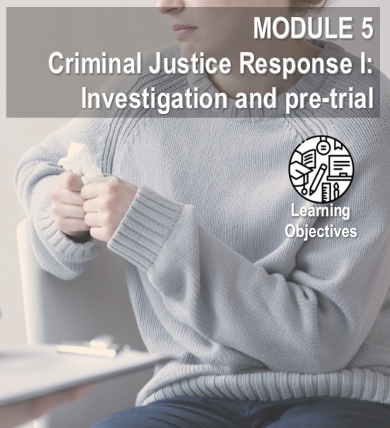 MODULE 5
Criminal Justice Response I:
Investigation and pre-trial
Learning
Objectives